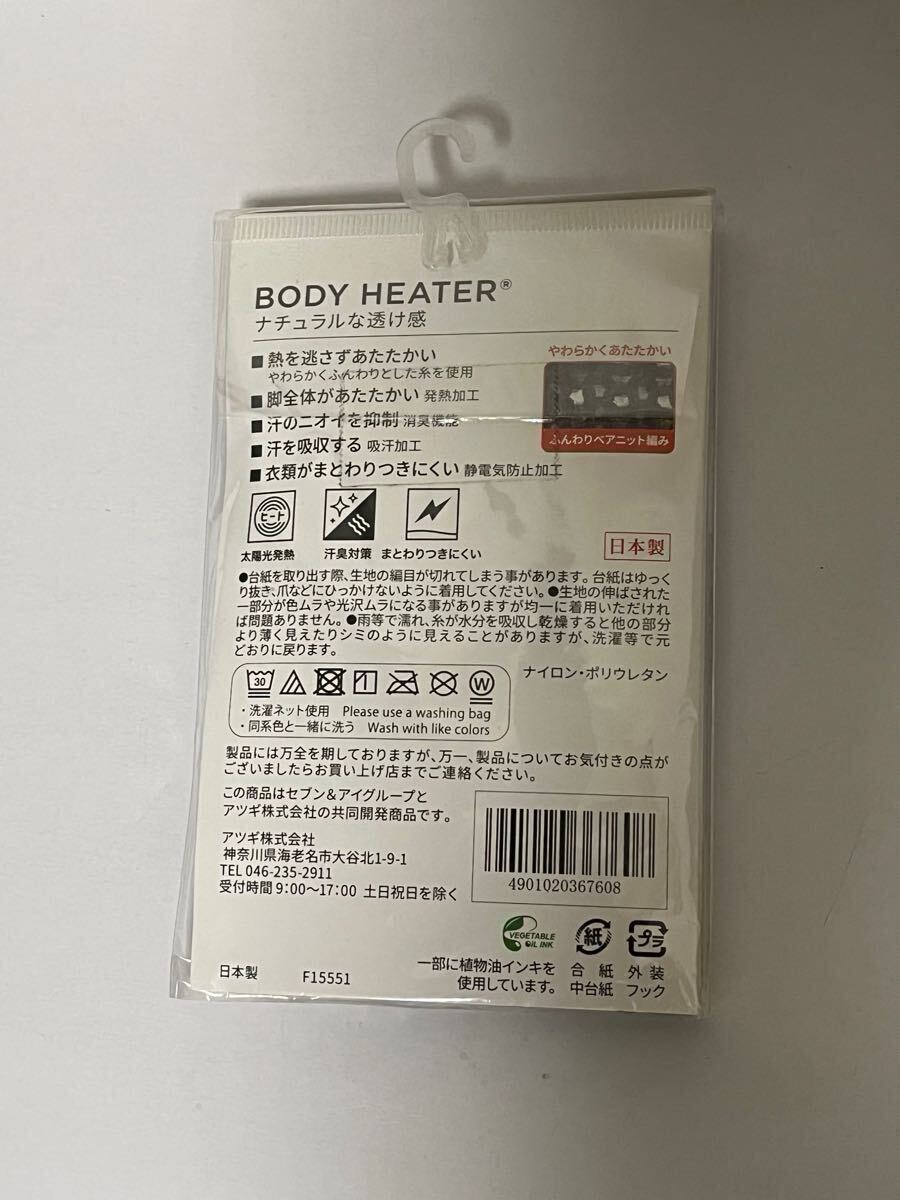 BODY HEATER®
ナチュラルな透け感
■熱を逃さずあたたかい
やわらかくふんわりとした糸を使用
■脚全体があたたかい 発熱加工
■汗のニオイを抑制 消臭機能
■汗を吸収する 吸汗加工
■衣類がまとわりつきにくい 静電気防止加工
やわらかくあたたかい
ふんわりベアニット編み
ヒート
太陽光発熱
汗臭対策
まとわりつきにくい
日本製
●台紙を取り出す際、生地の編目が切れてしまう事があります。台紙はゆっく
り抜き、爪などにひっかけないように着用してください。●生地の伸ばされた
一部分が色ムラや光沢ムラになる事がありますが均一に着用いただけれ
ば問題ありません。●雨等で濡れ、糸が水分を吸収し乾燥すると他の部分
より薄く見えたりシミのように見えることがありますが、洗濯等で元
どおりに戻ります。
30
W
・洗濯ネット使用 Please use a washing bag
・同系色と一緒に洗う Wash with like colors
ナイロン・ポリウレタン
製品には万全を期しておりますが、万一、製品についてお気付きの点が
ございましたらお買い上げ店までご連絡ください。
この商品はセブン&アイグループと
アツギ株式会社の共同開発商品です。
アツギ株式会社
神奈川県海老名市大谷北1-9-1
TEL 046-235-2911
受付時間 9:00〜17:00 土日祝日を除く
4901020367608
VEGETABLE
OIL INK
紙
プラ
一部に植物油インキを
使用しています。
合紙
中台紙
外装
フック
日本製
F15551